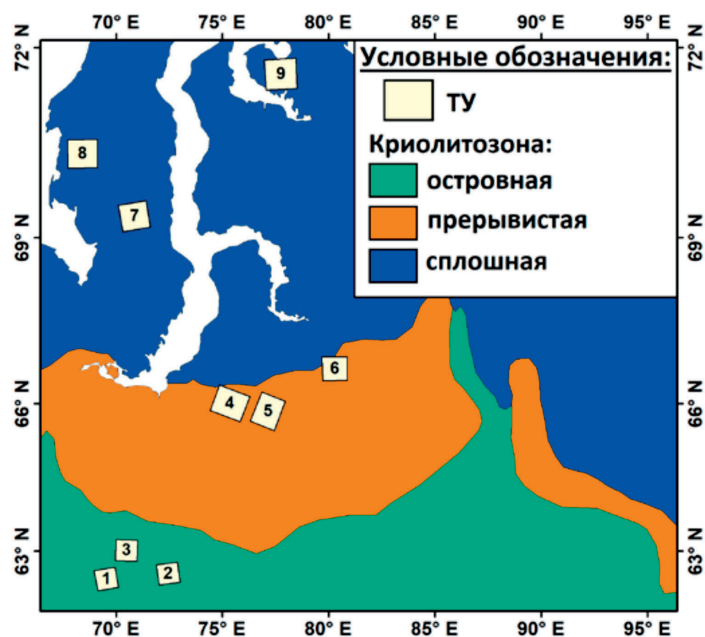 70° E 75° E 80° E 85° E 90° E 95° E
72° N
72° N
Условные обозначения:
ТУ
Криолитозона:
островная
прерывистая
сплошная
9
8
7
69° N
69° N
6
4
5
66° N
66° N
3
1
2
63° N
63° N
70° E 75° E 80° E 85° E 90° E 95° E